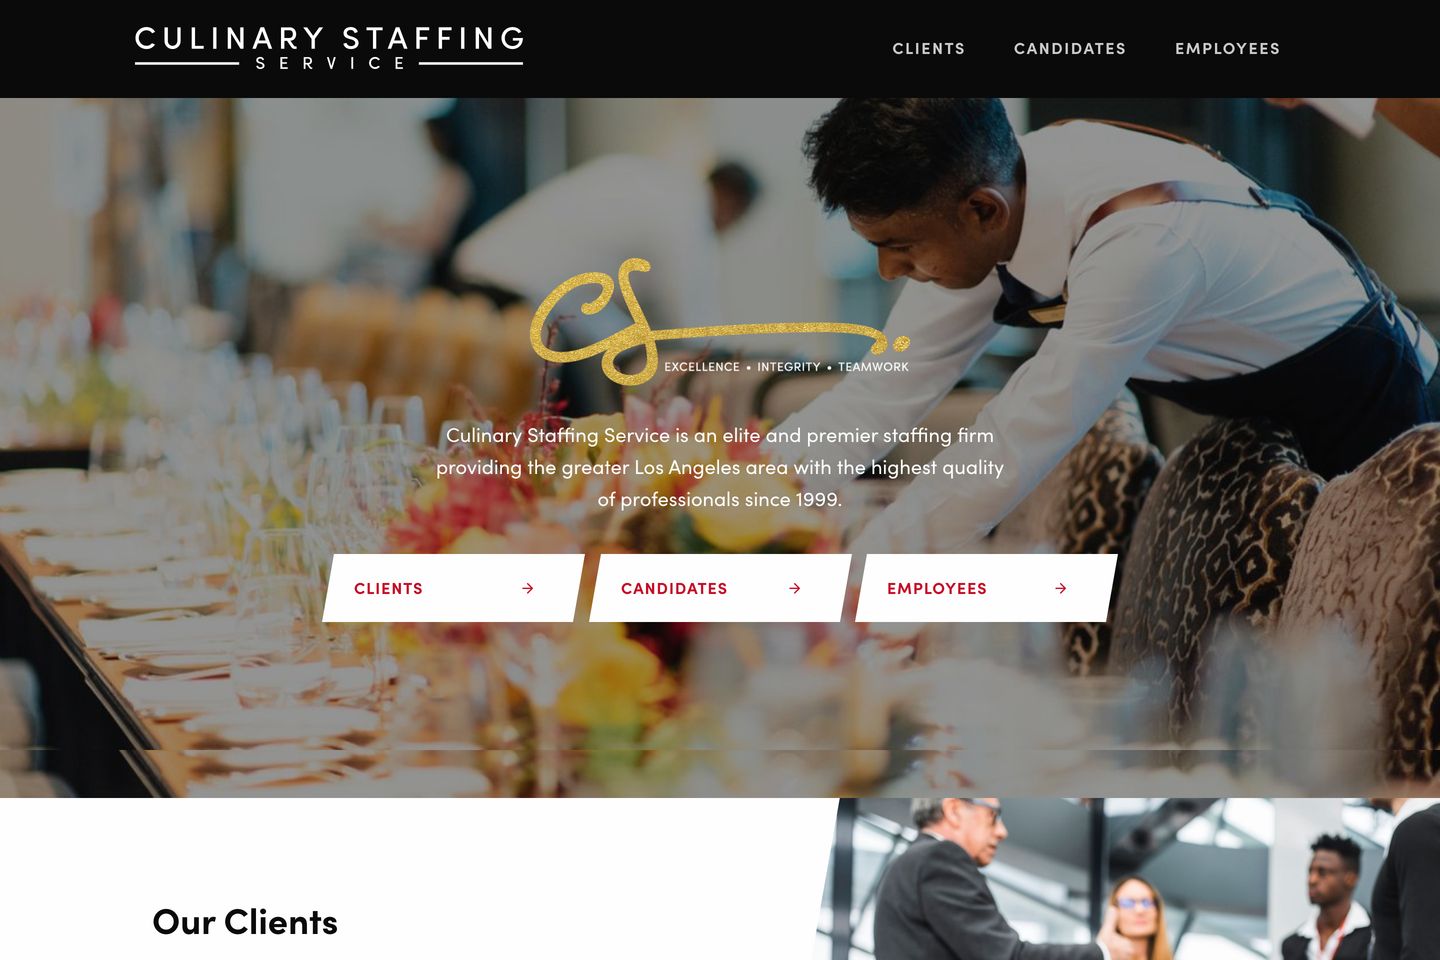 CULINARY STAFFING
SERVICE
CLIENTS
CANDIDATES
EMPLOYEES
EXCELLENCE • INTEGRITY • TEAMWORK
Culinary Staffing Service is an elite and premier staffing firm
providing the greater Los Angeles area with the highest quality
of professionals since 1999.
CLIENTS →
CANDIDATES →
EMPLOYEES →
Our Clients